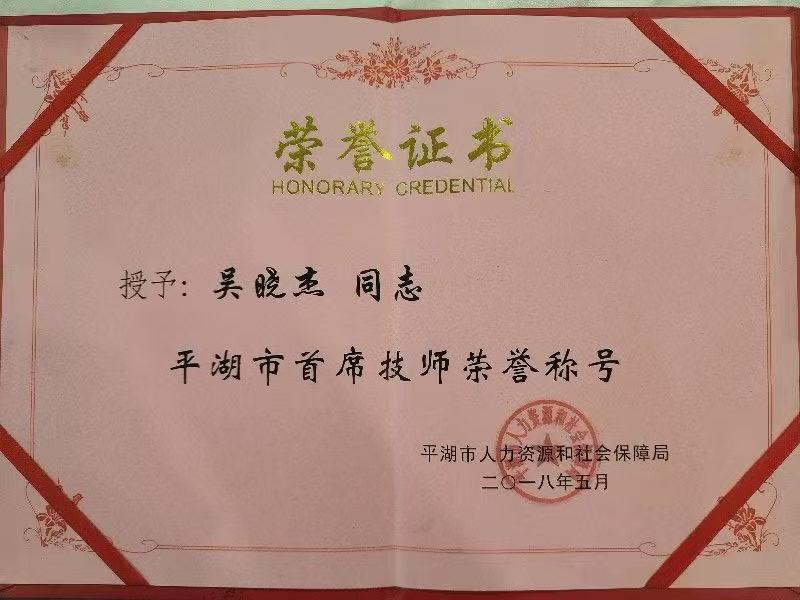 荣誉证书
HONORARY CREDENTIAL
授予：吴晓杰 同志
平湖市首席技师荣誉称号
平湖市人力资源和社会保障局
二〇一八年五月